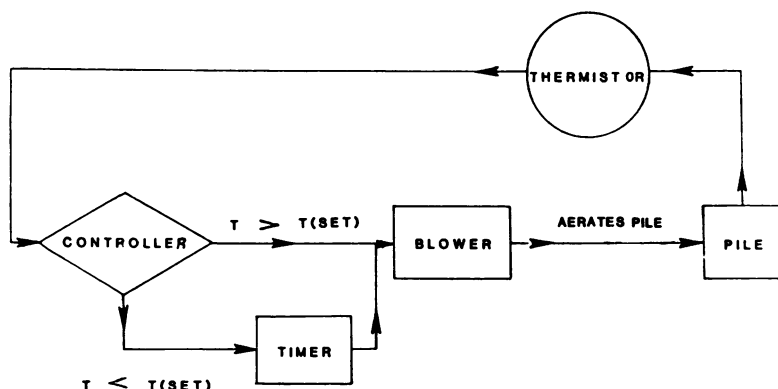 THERMISTOR
CONTROLLER
T > T(SET)
BLOWER
AERATES PILE
PILE
TIMER
T < T(SET)